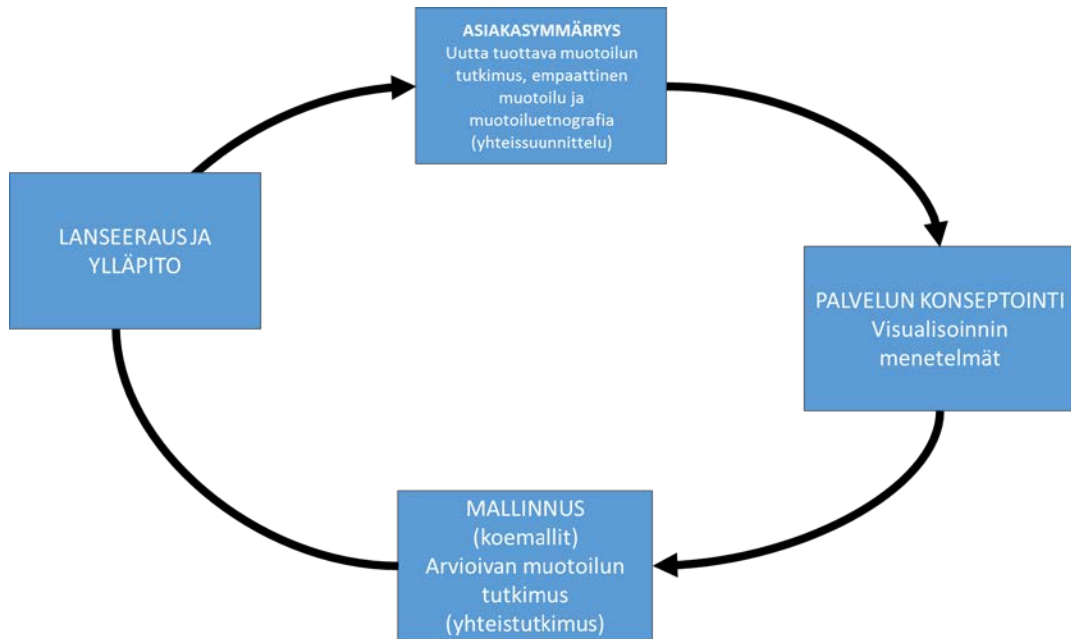 ASIAKASYMMÄRRYS
Uutta tuottava muotoilun
tutkimus, empaattinen
muotoilu ja
muotoiluetnografia
(yhteissuunnittelu)
PALVELUN KONSEPTOINTI
Visualisoinnin
menetelmät
MALLINNUS
(koemallit)
Arvioivan muotoilun
tutkimus
(yhteistutkimus)
LANSEERAUS JA
YLLÄPITO